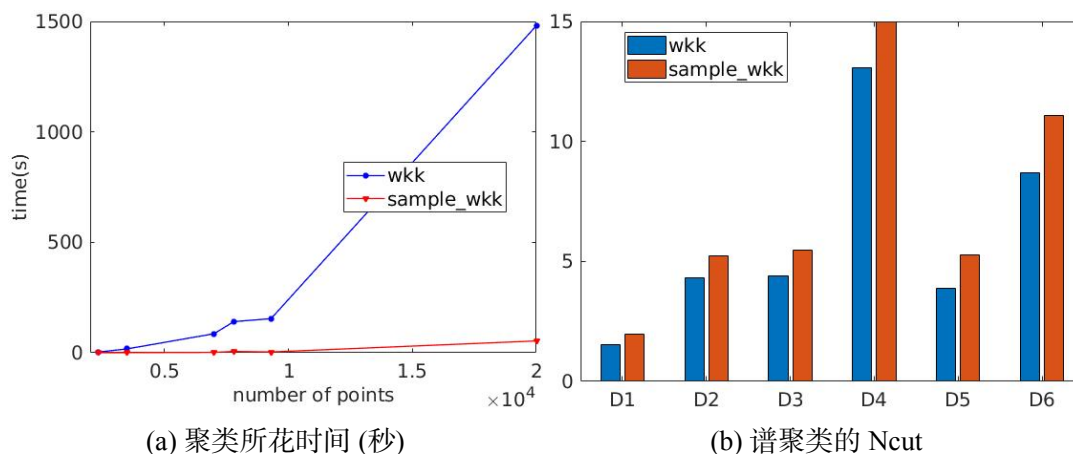 1500
1000
500
0
time(s)
wkk
sample_wkk
0.5
1
1.5
2
number of points
×10⁴
(a) 聚类所花时间 (秒)
15
10
5
0
wkk
sample_wkk
D1
D2
D3
D4
D5
D6
(b) 谱聚类的 Ncut